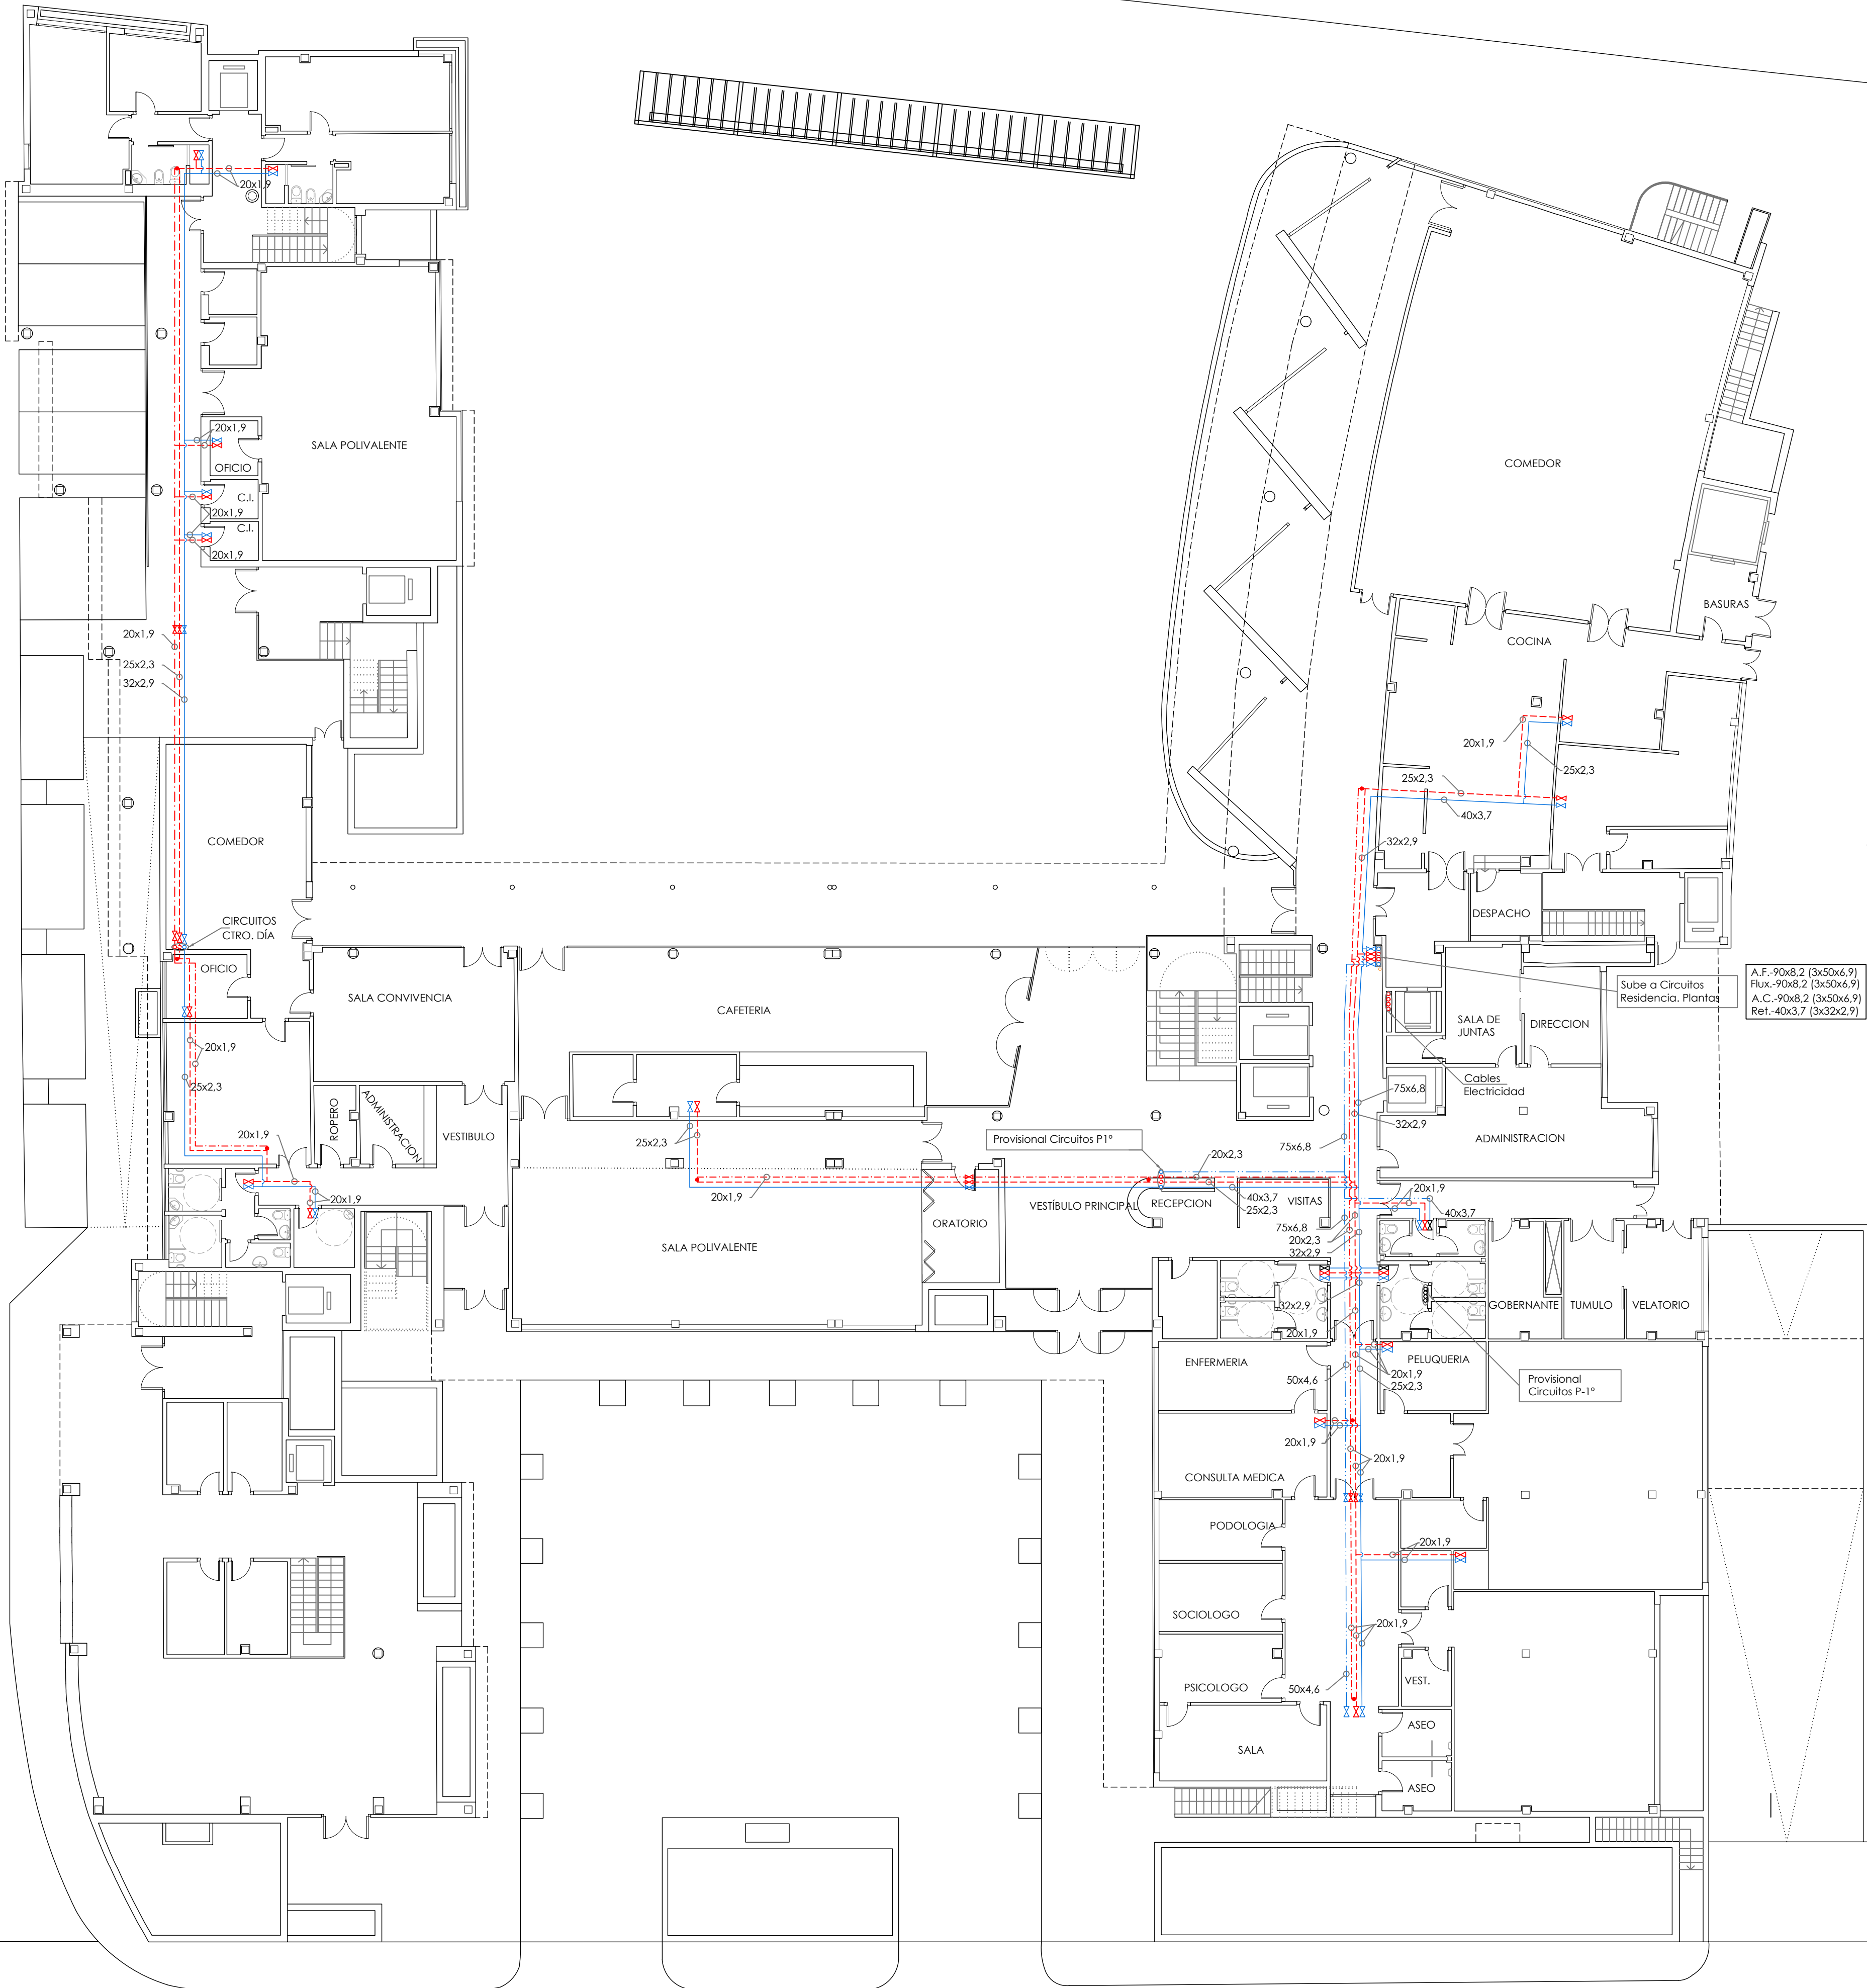 20x1,9
20x1,9
SALA POLIVALENTE
OFICIO
C.I.
20x1,9
C.I.
20x1,9
20x1,9
25x2,3
32x2,9
COMEDOR
CIRCUITOS
CTRO. DÍA
OFICIO
SALA CONVIVENCIA
20x1,9
25x2,3
ROPERO
ADMINISTRACION
VESTIBULO
20x1,9
20x1,9
CAFETERIA
25x2,3
20x1,9
SALA POLIVALENTE
ORATORIO
Provisional Circuitos P1º
20x2,3
VESTÍBULO PRINCIPAL
RECEPCION
40x3,7
25x2,3
VISITAS
COMEDOR
BASURAS
COCINA
20x1,9
25x2,3
25x2,3
40x3,7
32x2,9
DESPACHO
Sube a Circuitos
Residencia. Plantas
A.F.-90x8,2 (3x50x6,9)
Flux.-90x8,2 (3x50x6,9)
A.C.-90x8,2 (3x50x6,9)
Ret.-40x3,7 (3x32x2,9)
SALA DE
JUNTAS
DIRECCION
Cables
Electricidad
75x6,8
32x2,9
75x6,8
ADMINISTRACION
20x1,9
40x3,7
75x6,8
20x2,3
32x2,9
32x2,9
20x1,9
GOBERNANTE
TUMULO
VELATORIO
ENFERMERIA
PELUQUERIA
50x4,6
20x1,9
25x2,3
Provisional
Circuitos P-1º
20x1,9
20x1,9
CONSULTA MEDICA
PODOLOGIA
20x1,9
SOCIOLOGO
20x1,9
PSICOLOGO
50x4,6
VEST.
ASEO
SALA
ASEO